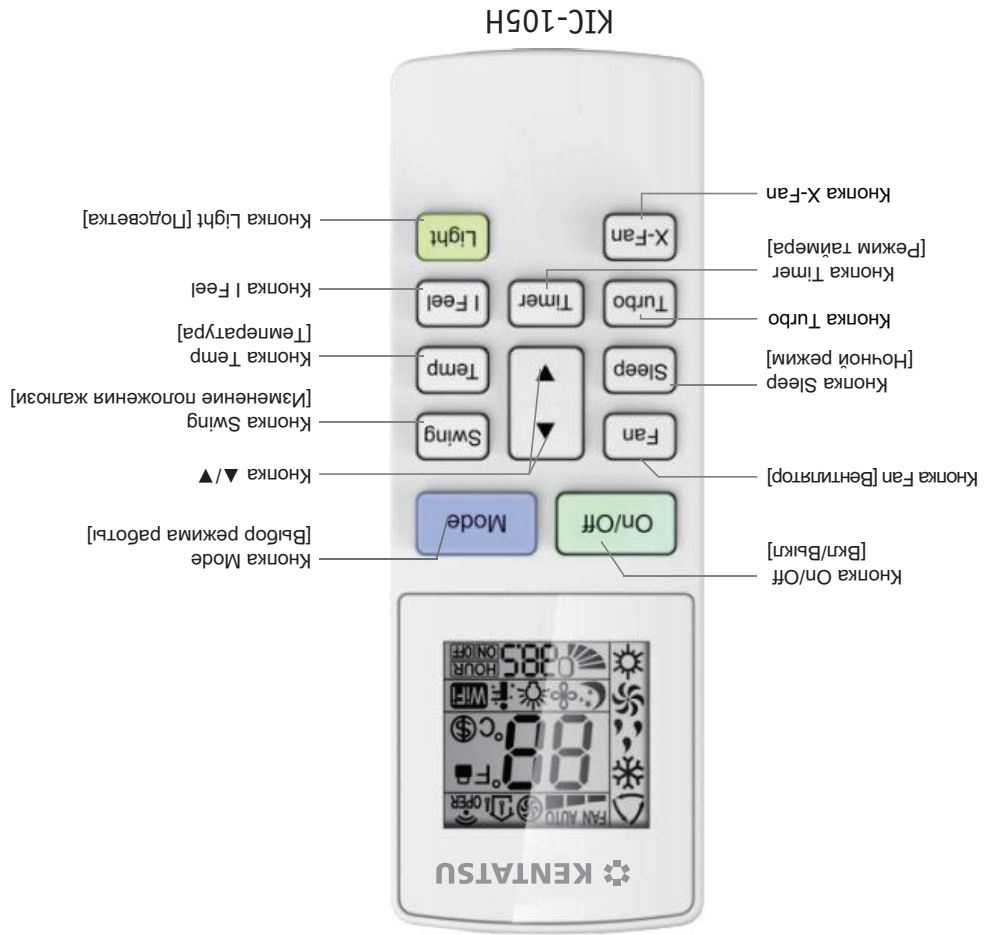 KENTATSU
FAN AUTO OPER
88 °F
°C
WiFi
HOUR
ON OFF
Кнопка On/Off
[Вкл/Выкл]
Кнопка Fan [Вентилятор]
Кнопка Sleep
[Ночной режим]
Кнопка Turbo
Кнопка Timer
[Режим таймера]
Кнопка X-Fan
On/Off Mode
Fan ▲ Swing
Sleep ▼ Temp
Turbo Timer I Feel
X-Fan Light
Кнопка Mode
[Выбор режима работы]
Кнопка ▲/▼
Кнопка Swing
[Изменение положения жалюзи]
Кнопка Temp
[Температура]
Кнопка I Feel
Кнопка Light [Подсветка]
KIC-105H